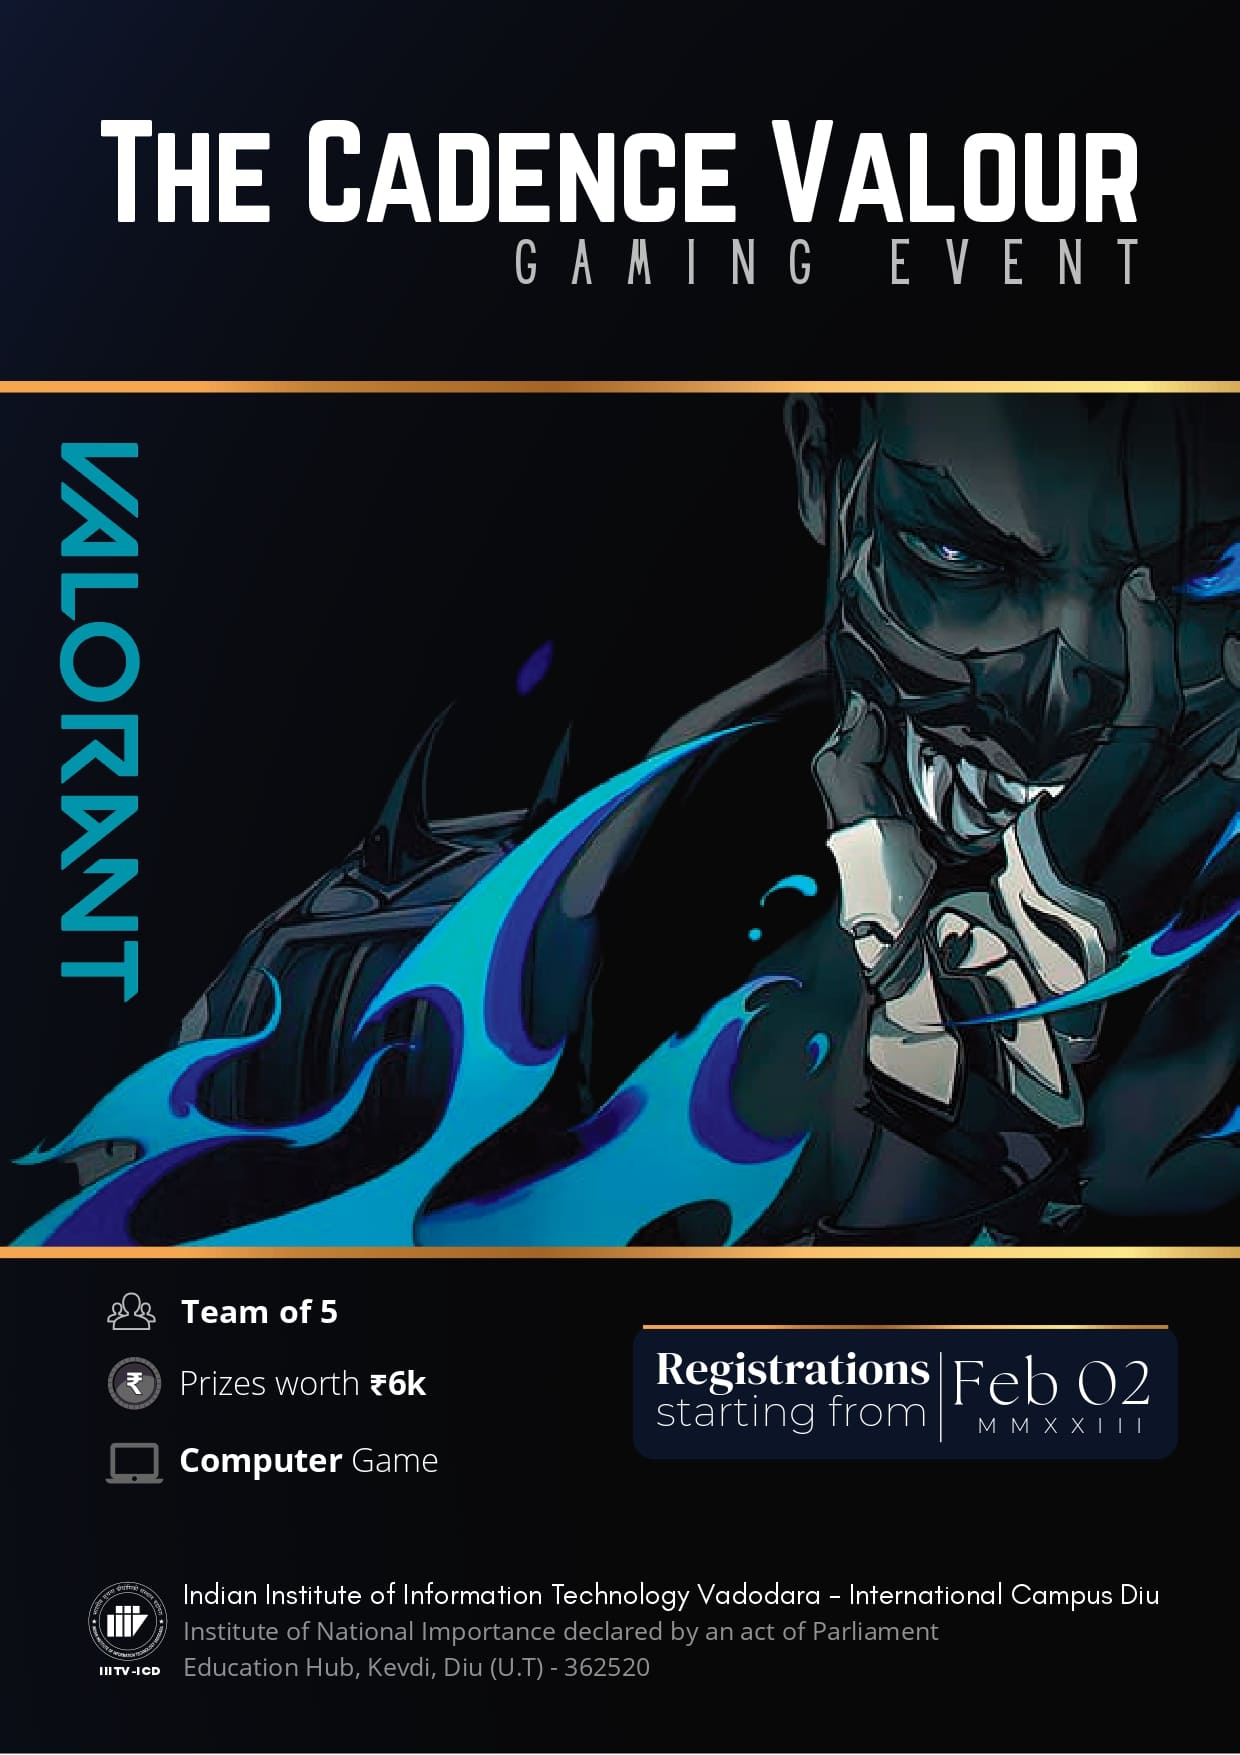 THE CADENCE VALOUR
GAMING EVENT
VALORANT
Team of 5
Prizes worth ₹6k
Computer Game
Registrations
starting from
Feb 02
MMXXIII
Indian Institute of Information Technology Vadodara - International Campus Diu
Institute of National Importance declared by an act of Parliament
Education Hub, Kevdi, Diu (U.T) - 362520
IIITV-ICD